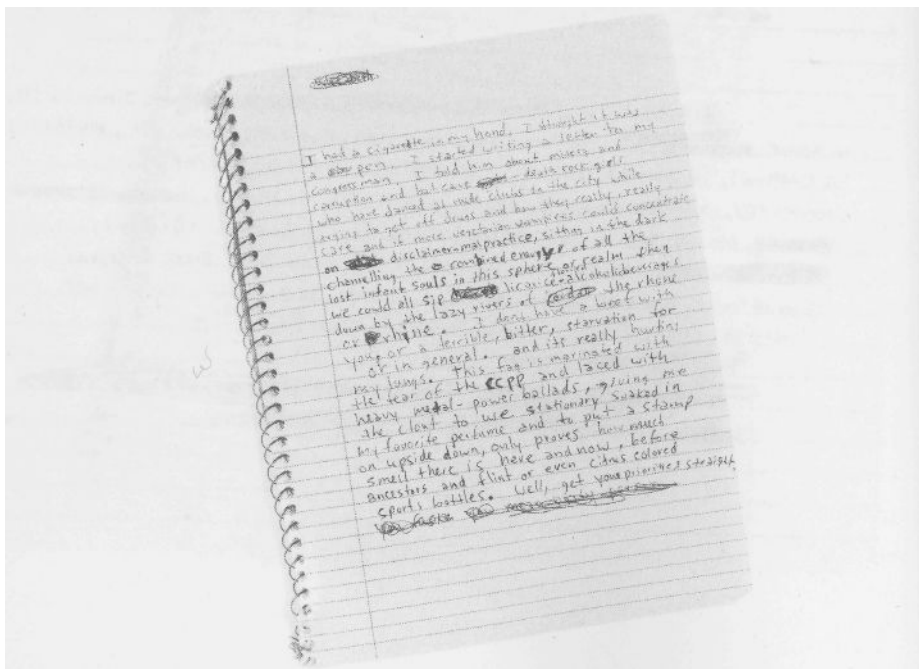 I had a cigarette in my hand, I thought it was
a pen. I started writing a letter to my
congressman. I told him about misery and
corruption and bat cave - death rock girls
who have danced at nude clubs in the city while
trying to get off drugs and how they really, really
care and if more vegetarian vampires could concentrate
on disclaimer-malpractice, sitting in the dark
channelling the combined energy of all the
lost infant souls in this sphere or realm then
we could all sip licorice-alcoholic beverages
down by the lazy rivers of the rhone
or rhine. I dont have a beef with
you, or a terrible, bitter, starvation for
or in general. and its really hurting
my lungs. This fag is marinated with
the tear of the CCPP and laced with
heavy metal-power ballads, giving me
the clout to use stationary soaked in
my favorite perfume and to put a stamp
on upside down, only proves how much
smell there is here and now, before
ancestors and flint or even citrus colored
sports bottles. Well, get your priorities straight.